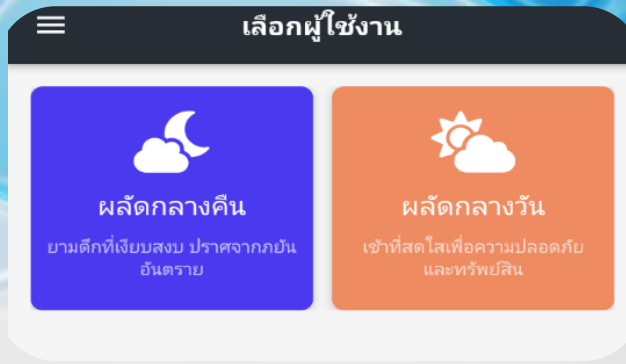 เลือกผู้ใช้งาน
ผลัดกลางคืน
ยามดึกที่เงียบสงบ ปราศจากภยัน
อันตราย
ผลัดกลางวัน
เช้าที่สดใสเพื่อความปลอดภัย
และทรัพย์สิน